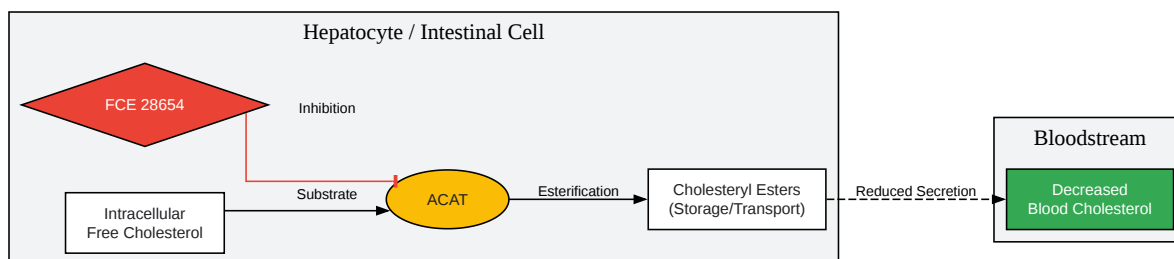 Hepatocyte / Intestinal Cell
FCE 28654
Inhibition
Intracellular
Free Cholesterol
Substrate
ACAT
Esterification
Cholesteryl Esters
(Storage/Transport)
Reduced Secretion
Bloodstream
Decreased
Blood Cholesterol